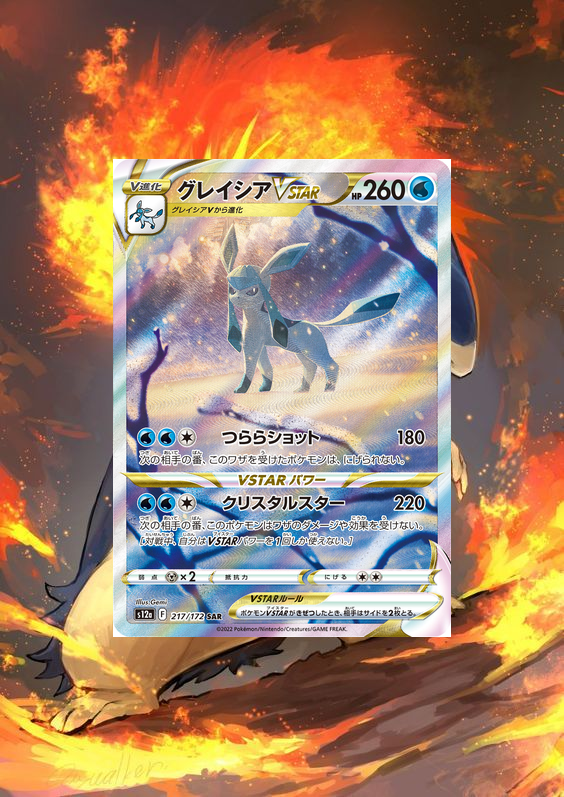 V進化
グレイシアVSTAR
HP 260
グレイシアVから進化
つららショット 180
次の相手の番、このワザを受けたポケモンは、にげられない。
VSTARパワー
クリスタルスター 220
次の相手の番、このポケモンはワザのダメージや効果を受けない。
[対戦中、自分はVSTARパワーを1回しか使えない。]
弱点 ×2 抵抗力 にげる
Illus. Gemi
VSTARルール
ポケモンVSTARがきぜつしたとき、相手はサイドを2枚とる。
s12a F 217/172 SAR
©2022 Pokémon/Nintendo/Creatures/GAME FREAK.